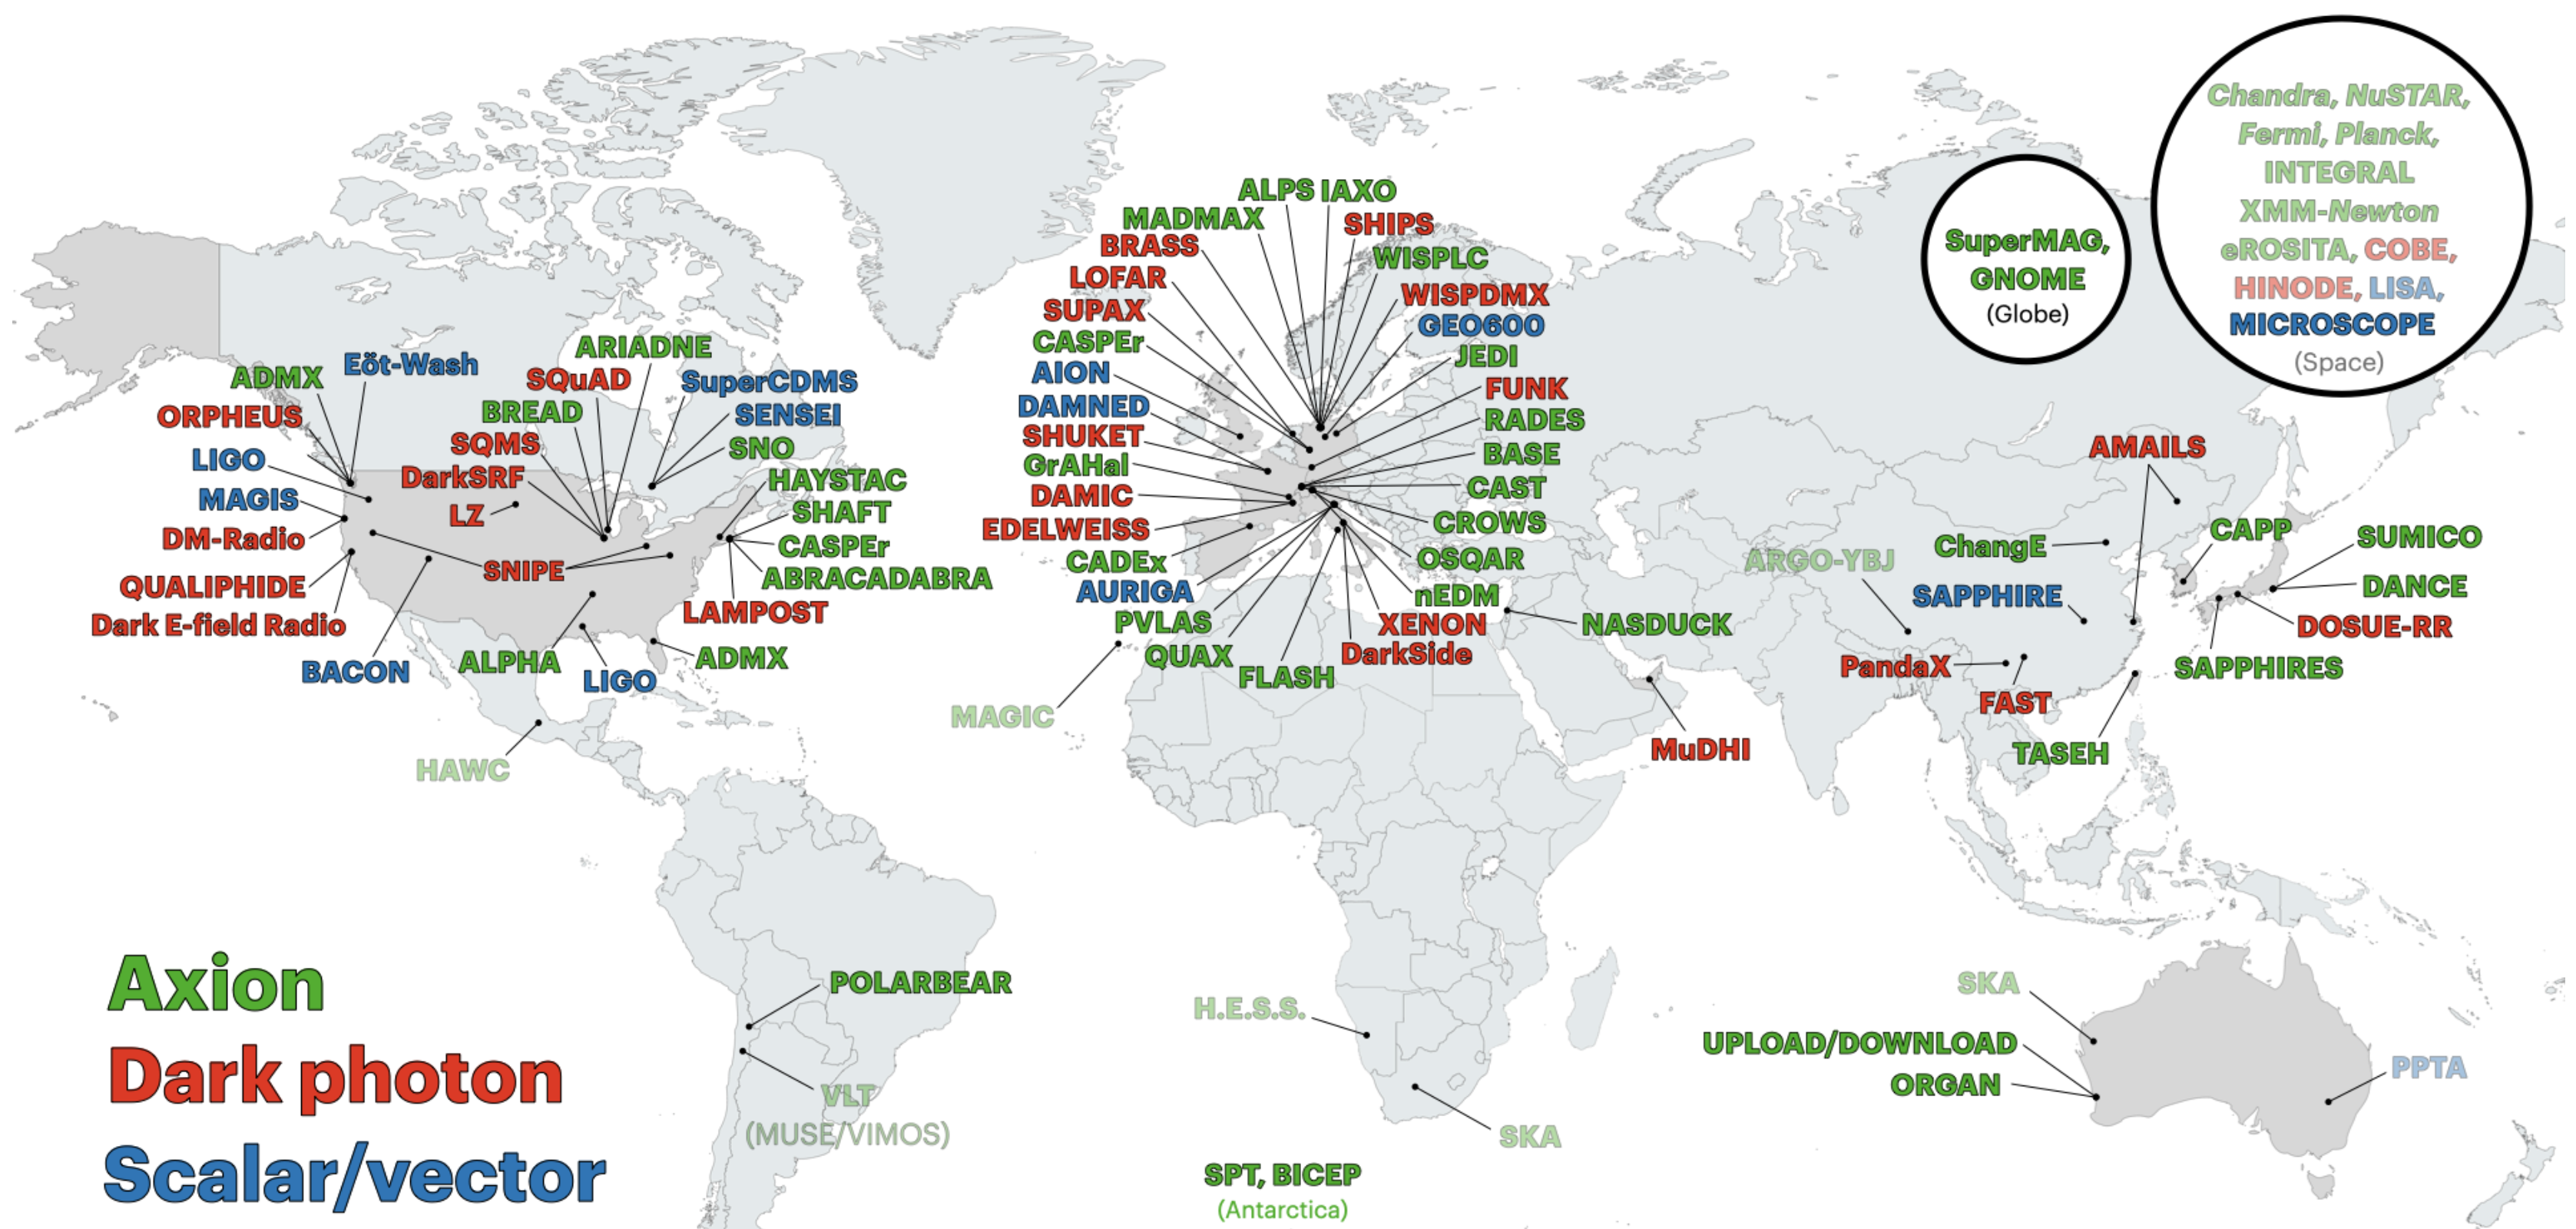 Chandra, NuSTAR,
Fermi, Planck,
INTEGRAL
XMM-Newton
eROSITA, COBE,
HINODE, LISA,
MICROSCOPE
(Space)
SuperMAG,
GNOME
(Globe)
ADMX
Eöt-Wash
ORPHEUS
LIGO
MAGIS
DM-Radio
QUALIPHIDE
Dark E-field Radio
BACON
ARIADNE
SQuAD
BREAD
SQMS
DarkSRF
LZ
SNIPE
SuperCDMS
SENSEI
SNO
HAYSTAC
SHAFT
CASPEr
ABRACADABRA
LAMPOST
ADMX
ALPHA
LIGO
HAWC
ALPS
IAXO
MADMAX
SHIPS
BRASS
WISPLC
LOFAR
WISPDMX
SUPAX
GEO600
CASPEr
JEDI
AION
FUNK
DAMNED
RADES
SHUKET
BASE
GrAHal
CAST
DAMIC
CROWS
EDELWEISS
OSQAR
CADEx
nEDM
AURIGA
PVLAS
XENON
QUAX
DarkSide
FLASH
NASDUCK
MAGIC
MuDHI
AMAILS
CAPP
SUMICO
ChangE
ARGO-YBJ
DANCE
SAPPHIRE
DOSUE-RR
PandaX
SAPPHIRES
FAST
TASEH
POLARBEAR
VLT
(MUSE/VIMOS)
H.E.S.S.
SKA
SKA
UPLOAD/DOWNLOAD
ORGAN
PPTA
SPT, BICEP
(Antarctica)
Axion
Dark photon
Scalar/vector